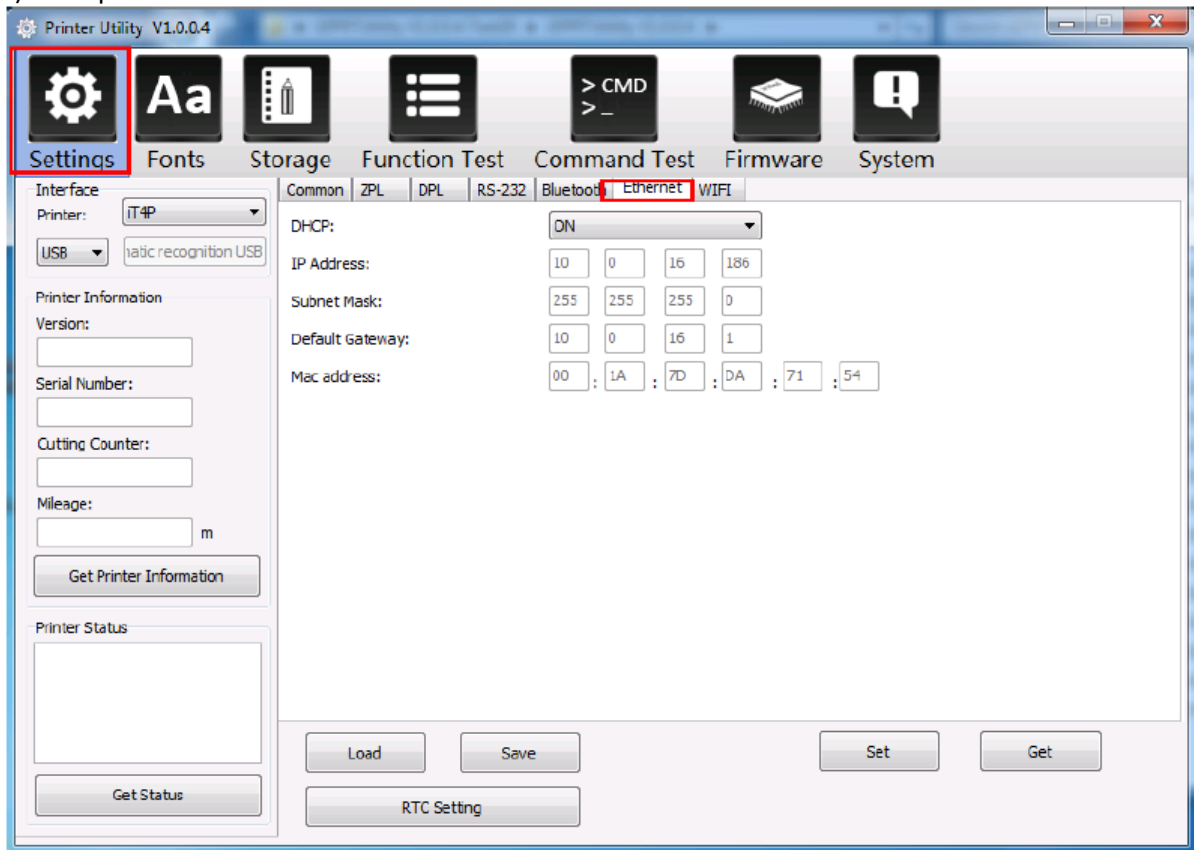 Printer Utility V1.0.0.4
Aa
> CMD
>_
Settings Fonts Storage Function Test Command Test Firmware System
Interface
Printer: iT4P
USB natic recognition USB
Printer Information
Version:
Serial Number:
Cutting Counter:
Mileage:
m
Get Printer Information
Printer Status
Get Status
Common ZPL DPL RS-232 Bluetooth Ethernet WIFI
DHCP: ON
IP Address: 10 0 16 186
Subnet Mask: 255 255 255 0
Default Gateway: 10 0 16 1
Mac address: 00 : 1A : 7D : DA : 71 : 54
Load Save Set Get
RTC Setting